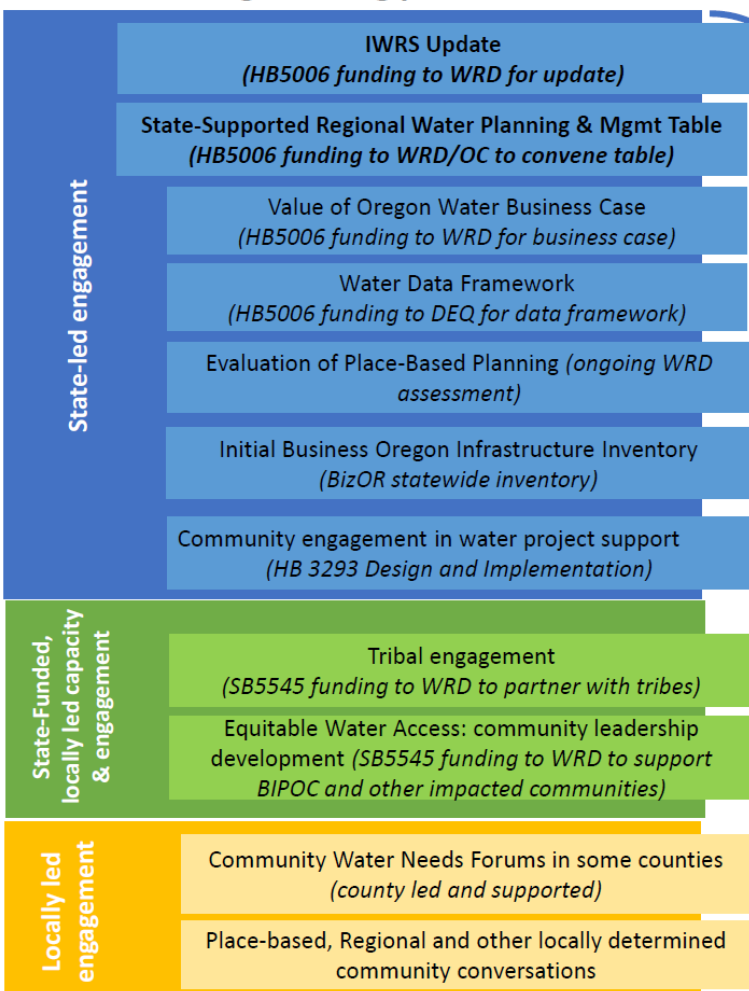 IWRS Update
(HB5006 funding to WRD for update)
State-Supported Regional Water Planning & Mgmt Table
(HB5006 funding to WRD/OC to convene table)
Value of Oregon Water Business Case
(HB5006 funding to WRD for business case)
Water Data Framework
(HB5006 funding to DEQ for data framework)
Evaluation of Place-Based Planning (ongoing WRD
assessment)
Initial Business Oregon Infrastructure Inventory
(BizOR statewide inventory)
Community engagement in water project support
(HB 3293 Design and Implementation)
State-led engagement
Tribal engagement
(SB5545 funding to WRD to partner with tribes)
Equitable Water Access: community leadership
development (SB5545 funding to WRD to support
BIPOC and other impacted communities)
State-Funded,
locally led capacity
& engagement
Community Water Needs Forums in some counties
(county led and supported)
Place-based, Regional and other locally determined
community conversations
Locally led
engagement